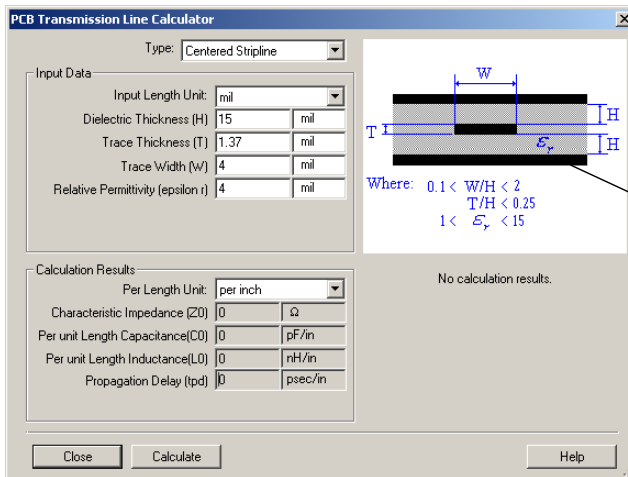 PCB Transmission Line Calculator
Type: Centered Stripline
Input Data
Input Length Unit: mil
Dielectric Thickness (H) 15 mil
Trace Thickness (T) 1.37 mil
Trace Width (W) 4 mil
Relative Permittivity (epsilon r) 4 mil
W
H
T
εr
H
Where: 0.1 < W/H < 2
T/H < 0.25
1 < εr < 15
Calculation Results
Per Length Unit: per inch
Characteristic Impedance (Z0) 0 Ω
Per unit Length Capacitance(C0) 0 pF/in
Per unit Length Inductance(L0) 0 nH/in
Propagation Delay (tpd) 0 psec/in
No calculation results.
Close Calculate Help